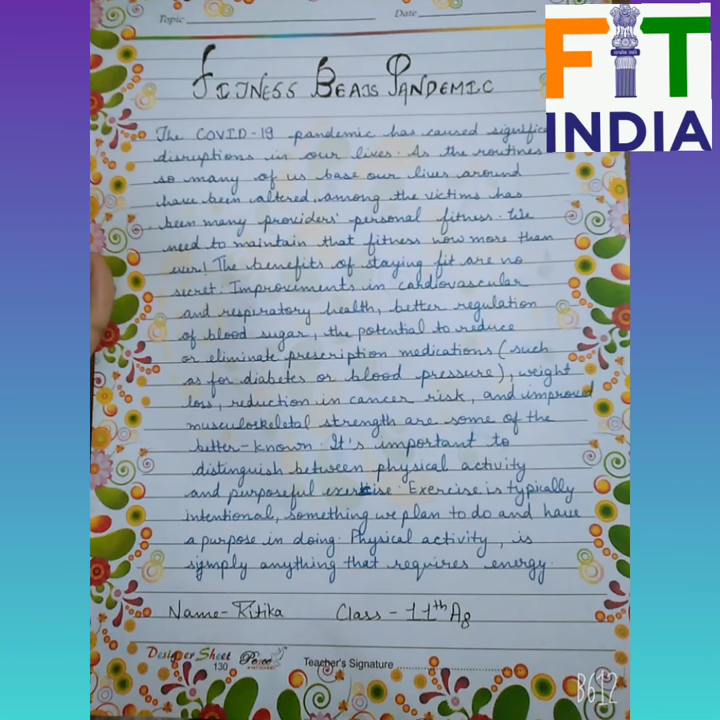 Topic Date
FIT
INDIA
FITNESS BEATS PANDEMIC
The COVID-19 pandemic has caused signific
disruptions in our lives. As the routines
so many of us base our lives around
have been altered, among the victims has
been many providers' personal fitness. We
need to maintain that fitness now more than
ever! The benefits of staying fit are no
secret. Improvements in cardiovascular
and respiratory health, better regulation
of blood sugar, the potential to reduce
or eliminate prescription medications (such
as for diabetes or blood pressure), weight
loss, reduction in cancer risk, and improved
musculoskeletal strength are some of the
better-known. It's important to
distinguish between physical activity
and purposeful exercise. Exercise is typically
intentional, something we plan to do and have
a purpose in doing. Physical activity, is
symply anything that requires energy.
Name- Ritika Class - 11th Ag
Designer Sheet
130
Teacher's Signature
B612